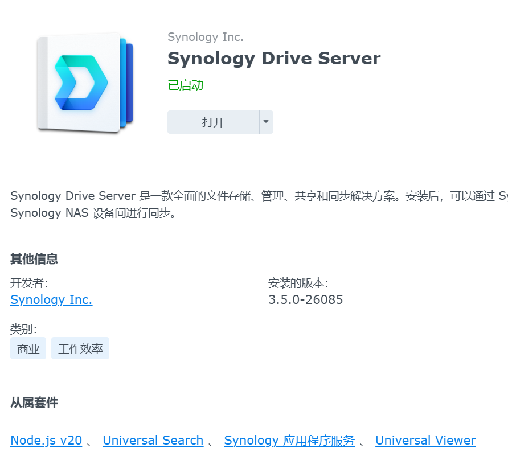 Synology Inc.
Synology Drive Server
已启动
打开
Synology Drive Server 是一款全面的文件存储、管理、共享和同步解决方案。安装后，可以通过 Sy
Synology NAS 设备间进行同步。
其他信息
开发者:
安装的版本:
Synology Inc.
3.5.0-26085
类别:
商业
工作效率
从属套件
Node.js v20 、 Universal Search 、 Synology 应用程序服务 、 Universal Viewer